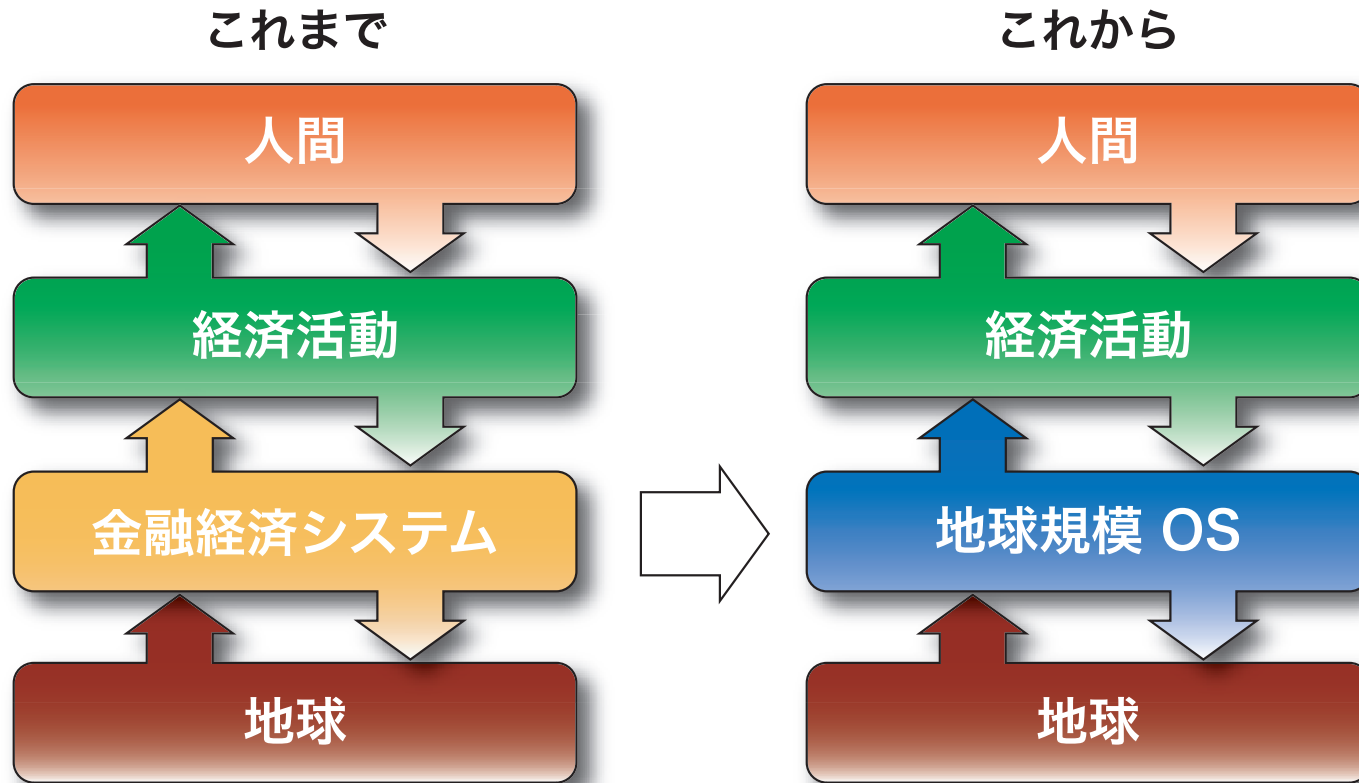 これまで
人間
経済活動
金融経済システム
地球
これから
人間
経済活動
地球規模 OS
地球